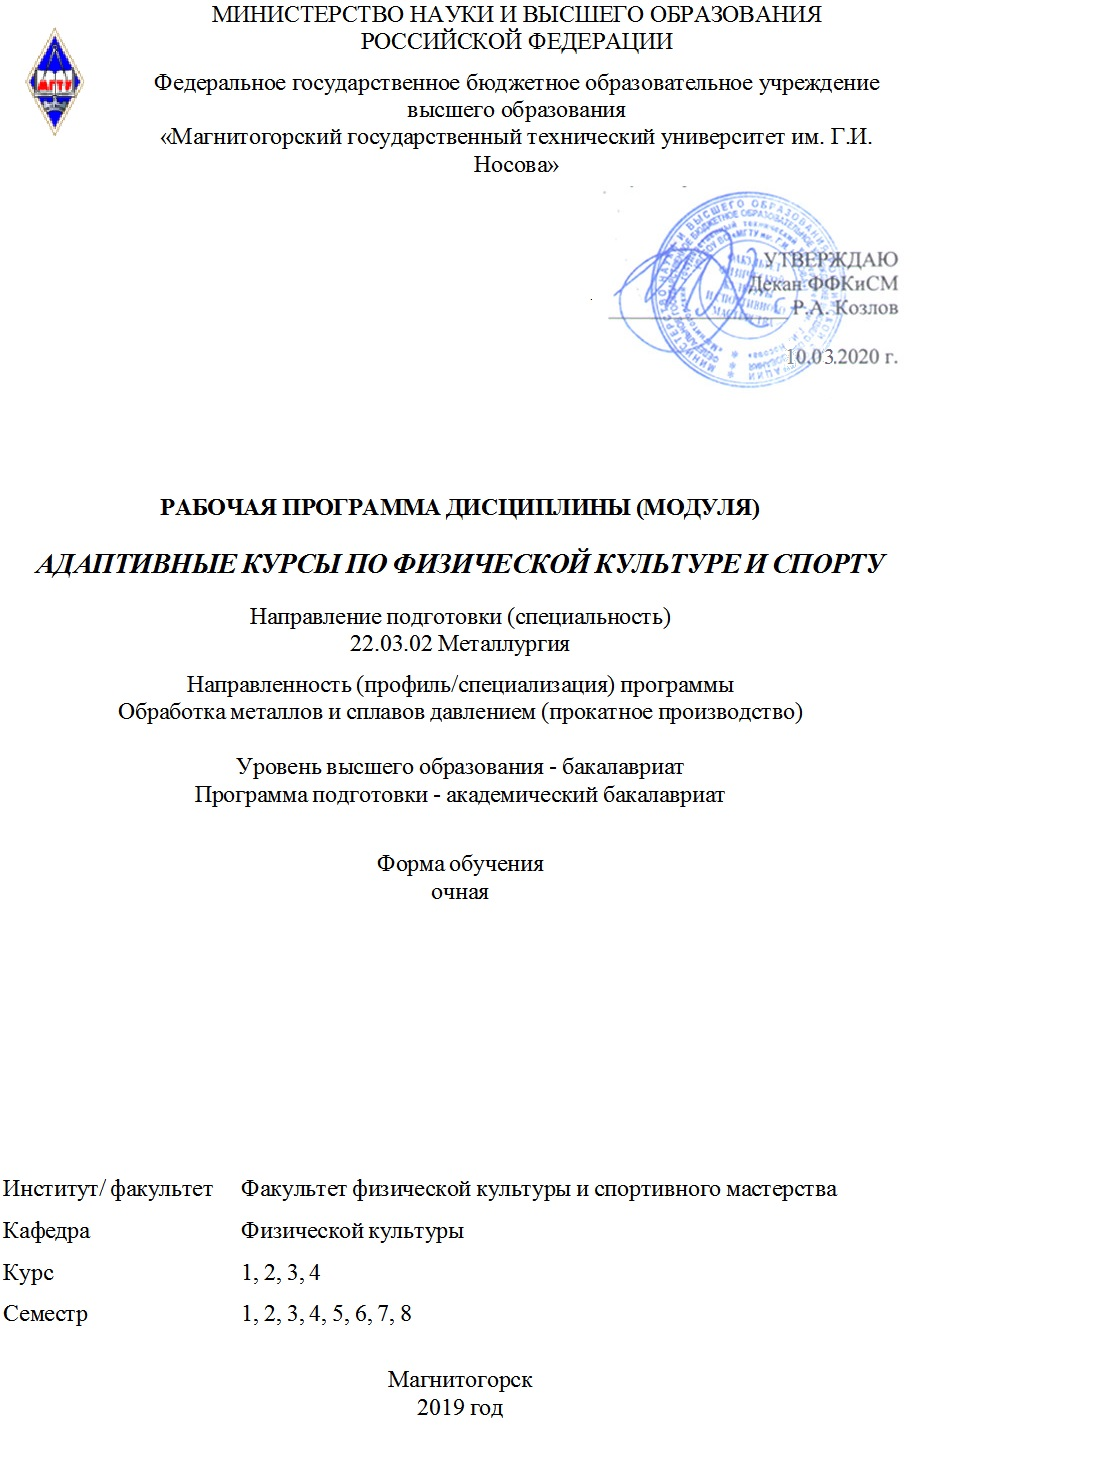 МИНИСТЕРСТВО НАУКИ И ВЫСШЕГО ОБРАЗОВАНИЯ
РОССИЙСКОЙ ФЕДЕРАЦИИ
МГТУ
Федеральное государственное бюджетное образовательное учреждение
высшего образования
«Магнитогорский государственный технический университет им. Г.И.
Носова»
УТВЕРЖДАЮ
Декан ФФКиСМ
Р.А. Козлов
10.03.2020 г.
РАБОЧАЯ ПРОГРАММА ДИСЦИПЛИНЫ (МОДУЛЯ)
АДАПТИВНЫЕ КУРСЫ ПО ФИЗИЧЕСКОЙ КУЛЬТУРЕ И СПОРТУ
Направление подготовки (специальность)
22.03.02 Металлургия
Направленность (профиль/специализация) программы
Обработка металлов и сплавов давлением (прокатное производство)
Уровень высшего образования - бакалавриат
Программа подготовки - академический бакалавриат
Форма обучения
очная
Институт/ факультет Факультет физической культуры и спортивного мастерства
Кафедра Физической культуры
Курс 1, 2, 3, 4
Семестр 1, 2, 3, 4, 5, 6, 7, 8
Магнитогорск
2019 год